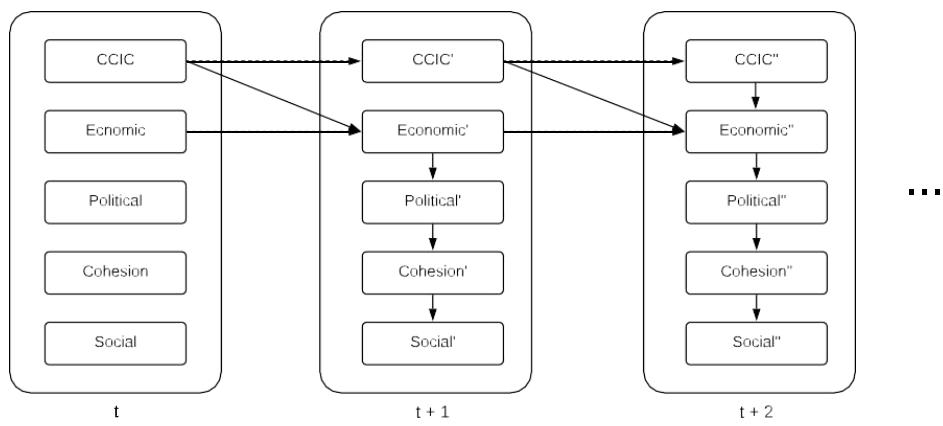 CCIC
Ecnomic
Political
Cohesion
Social
t
CCIC'
Economic'
Political'
Cohesion'
Social'
t + 1
CCIC"
Economic"
Political"
Cohesion"
Social"
t + 2
...